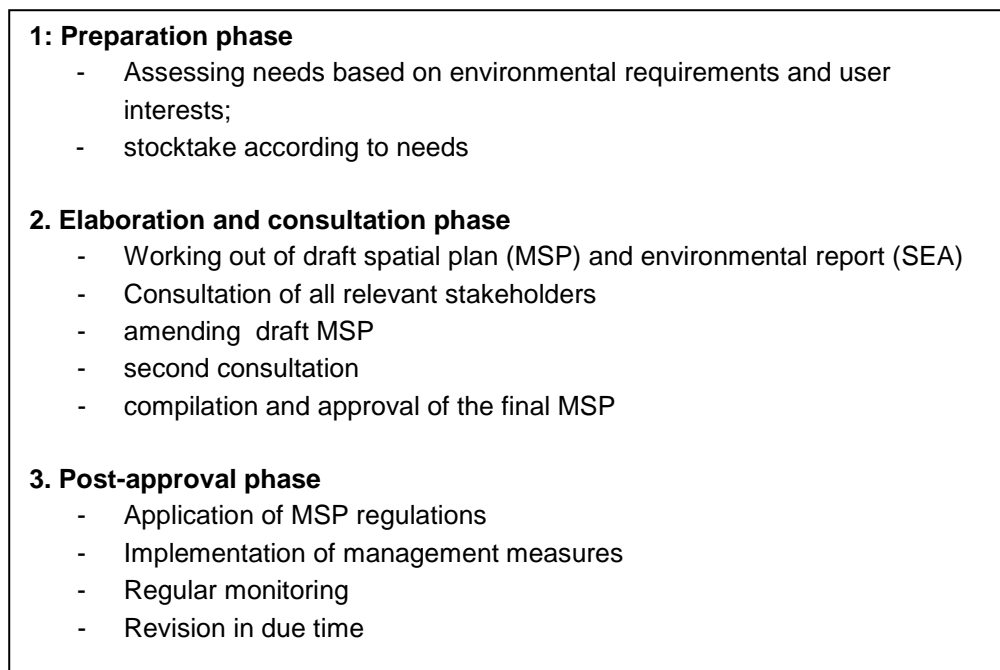 1: Preparation phase
- Assessing needs based on environmental requirements and user
interests;
- stocktake according to needs
2. Elaboration and consultation phase
- Working out of draft spatial plan (MSP) and environmental report (SEA)
- Consultation of all relevant stakeholders
- amending draft MSP
- second consultation
- compilation and approval of the final MSP
3. Post-approval phase
- Application of MSP regulations
- Implementation of management measures
- Regular monitoring
- Revision in due time